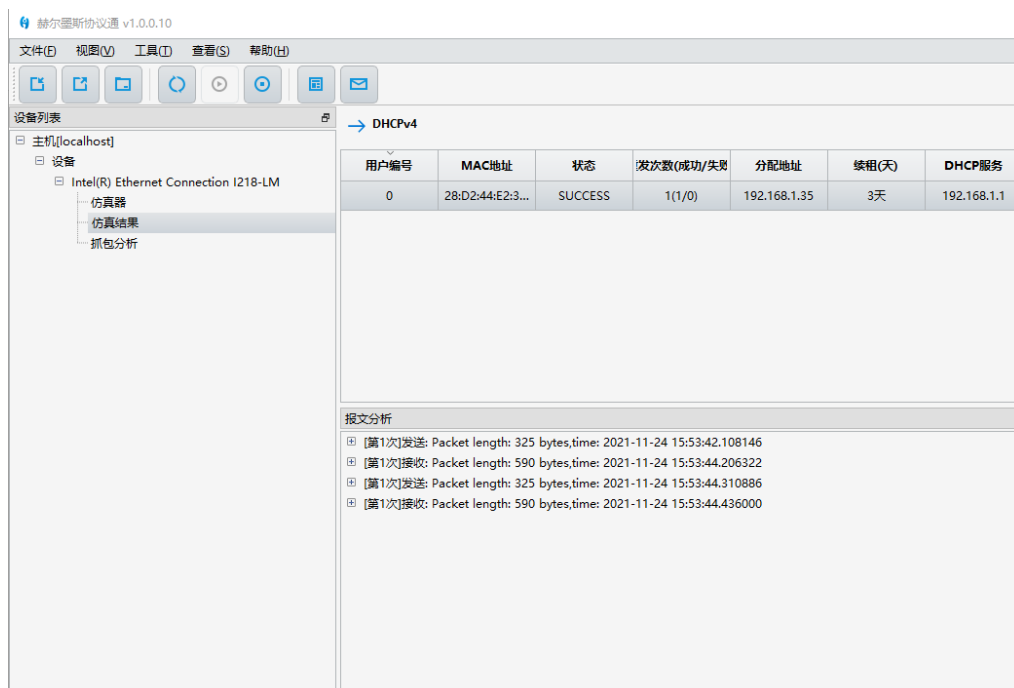 赫尔墨斯协议通 v1.0.0.10
文件(F) 视图(V) 工具(T) 查看(S) 帮助(H)
设备列表
主机[localhost]
设备
Intel(R) Ethernet Connection I218-LM
仿真器
仿真结果
抓包分析
DHCPv4
用户编号 MAC地址 状态 发次数(成功/失败 分配地址 续租(天) DHCP服务
0 28:D2:44:E2:3... SUCCESS 1(1/0) 192.168.1.35 3天 192.168.1.1
报文分析
[第1次]发送: Packet length: 325 bytes,time: 2021-11-24 15:53:42.108146
[第1次]接收: Packet length: 590 bytes,time: 2021-11-24 15:53:44.206322
[第1次]发送: Packet length: 325 bytes,time: 2021-11-24 15:53:44.310886
[第1次]接收: Packet length: 590 bytes,time: 2021-11-24 15:53:44.436000